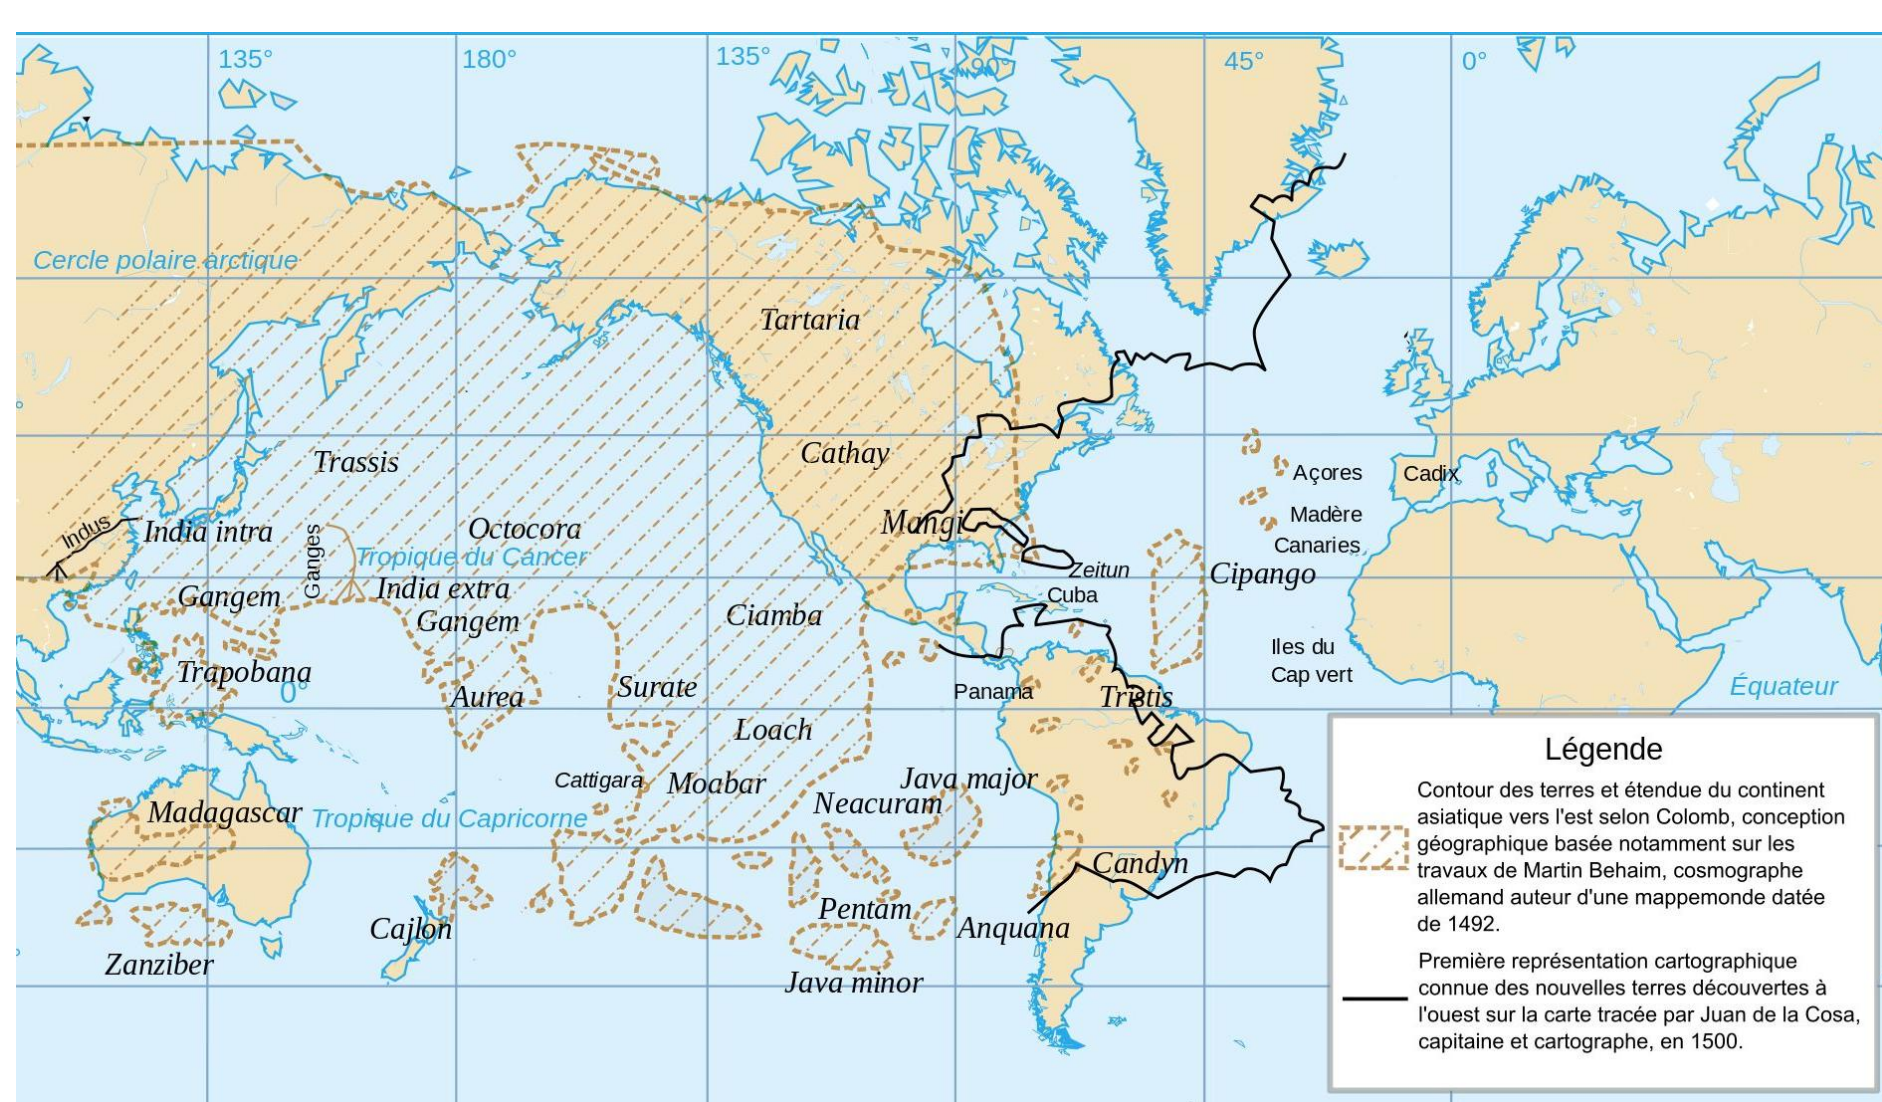 135°
180°
135°
90°
45°
0°
Cercle polaire arctique
Tartaria
Trassis
Cathay
Açores
Cadix
Indus
India intra
Ganges
Octocora
Mangi
Madère
Canaries
Tropique du Cancer
Zeitun
Cipango
Gangem
India extra
Gangem
Cuba
Ciamba
Iles du
Cap vert
Trapobana
0°
Aurea
Surate
Panama
Tristis
Équateur
Loach
Cattigara
Moabar
Java major
Neacuram
Madagascar
Tropique du Capricorne
Candyn
Pentam
Cajlon
Anquana
Zanziber
Java minor
Légende
Contour des terres et étendue du continent
asiatique vers l'est selon Colomb, conception
géographique basée notamment sur les
travaux de Martin Behaim, cosmographe
allemand auteur d'une mappemonde datée
de 1492.
Première représentation cartographique
connue des nouvelles terres découvertes à
l'ouest sur la carte tracée par Juan de la Cosa,
capitaine et cartographe, en 1500.